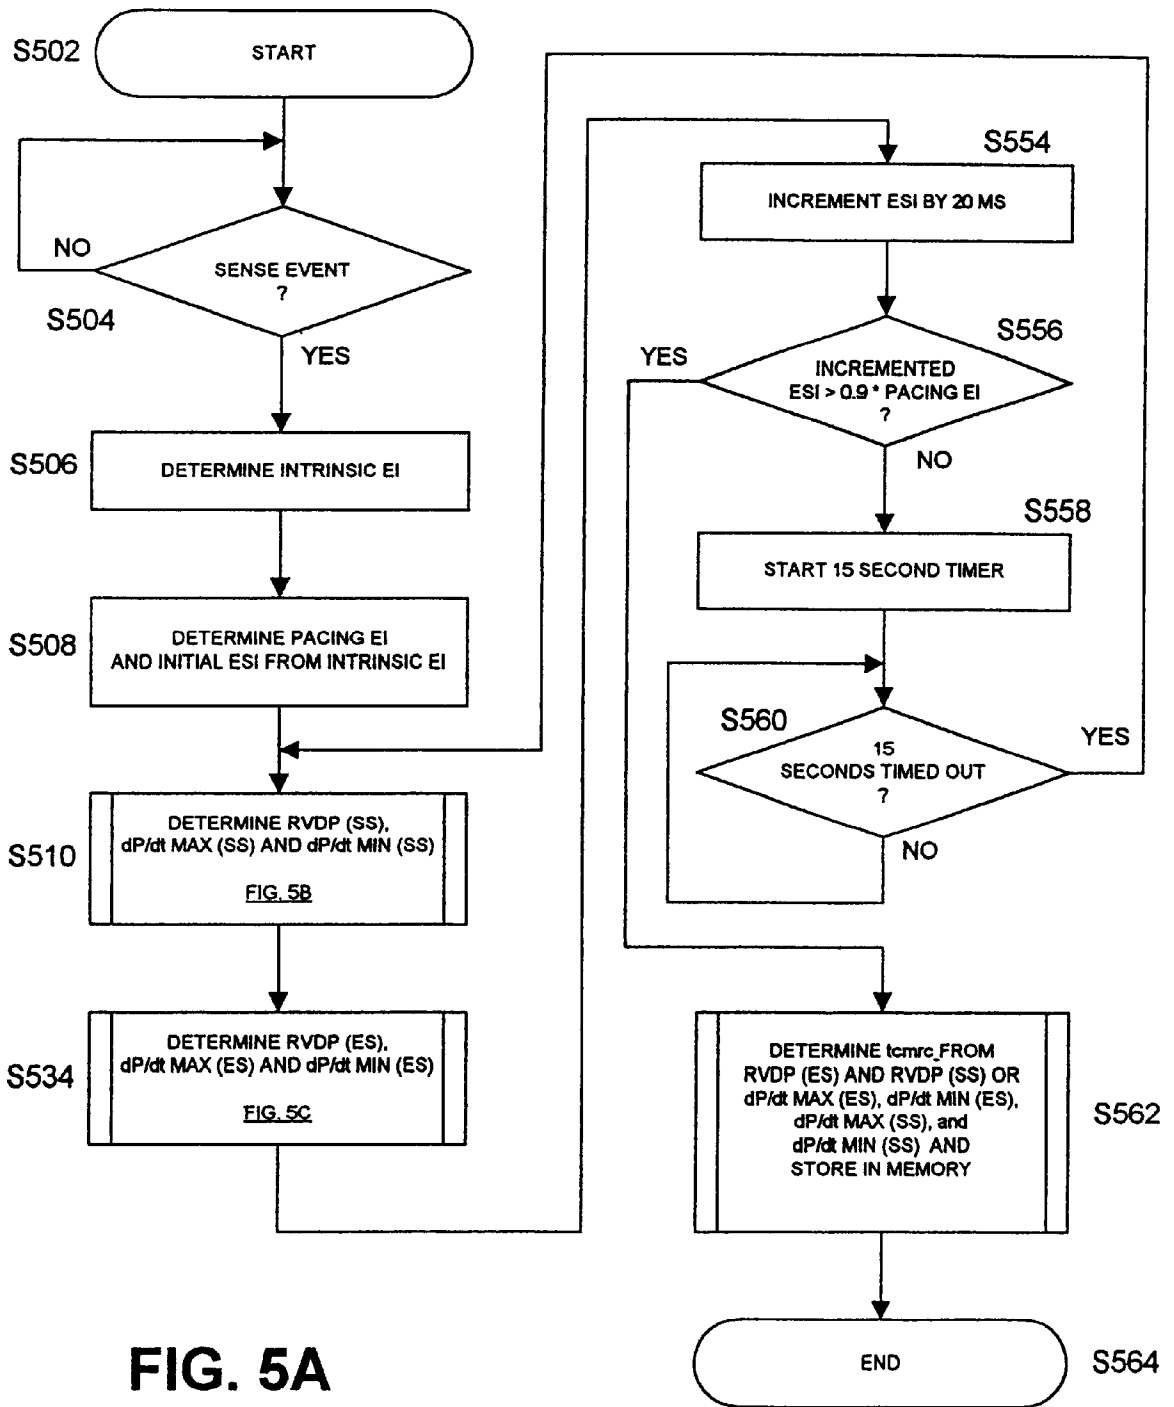 S502
START
NO
SENSE EVENT
?
S504
YES
S506
DETERMINE INTRINSIC EI
S508
DETERMINE PACING EI
AND INITIAL ESI FROM INTRINSIC EI
S510
DETERMINE RVDP (SS),
dP/dt MAX (SS) AND dP/dt MIN (SS)
FIG. 5B
S534
DETERMINE RVDP (ES),
dP/dt MAX (ES) AND dP/dt MIN (ES)
FIG. 5C
S554
INCREMENT ESI BY 20 MS
S556
YES
INCREMENTED
ESI > 0.9 * PACING EI
?
NO
S558
START 15 SECOND TIMER
S560
15
SECONDS TIMED OUT
?
YES
NO
DETERMINE tcmrc FROM
RVDP (ES) AND RVDP (SS) OR
dP/dt MAX (ES), dP/dt MIN (ES),
dP/dt MAX (SS), and
dP/dt MIN (SS) AND
STORE IN MEMORY
S562
END
S564
FIG. 5A